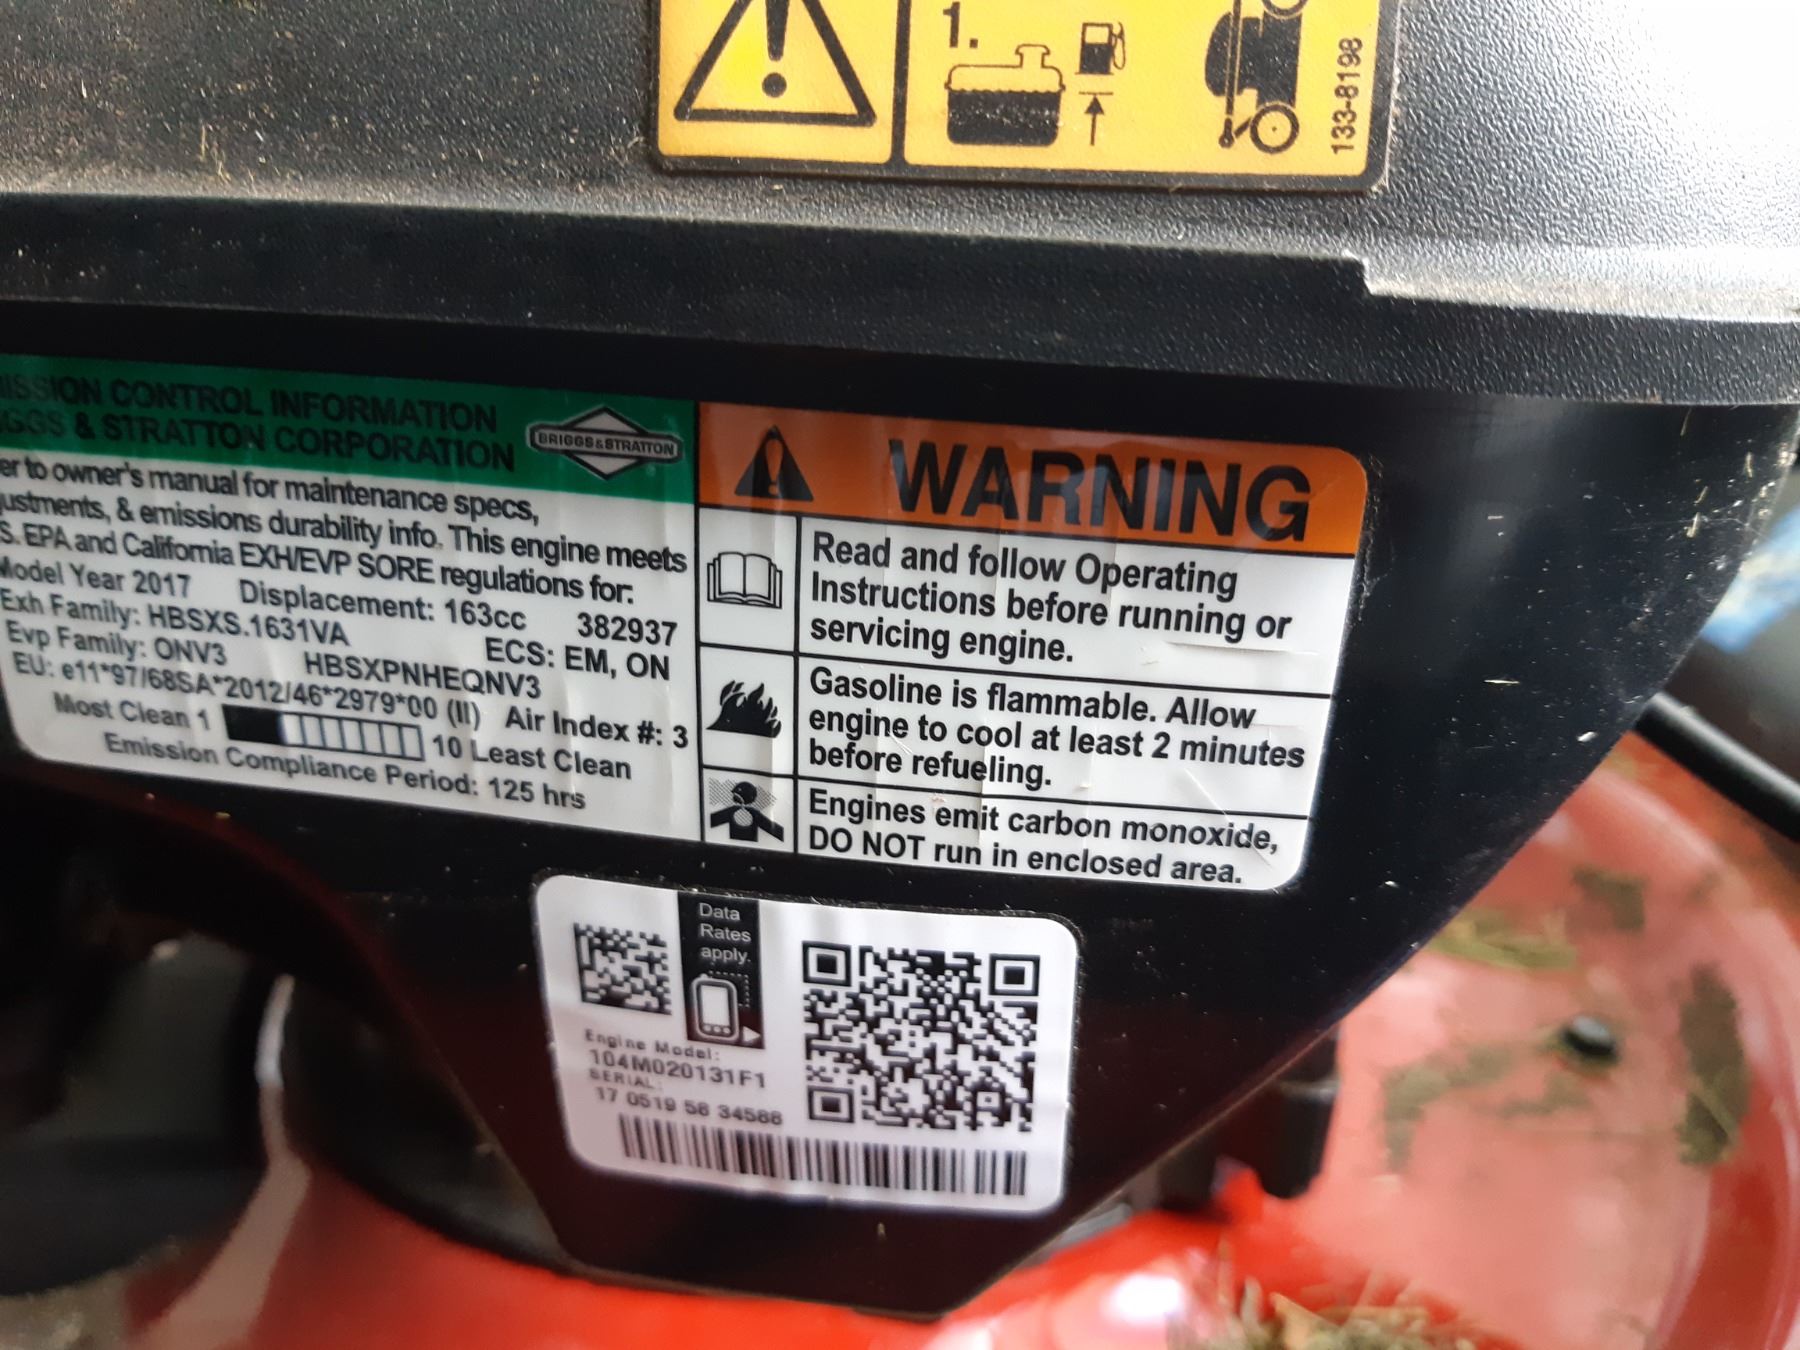 1.
133-8198
ISSION CONTROL INFORMATION
GGS & STRATTON CORPORATION
BRIGGS&STRATTON
er to owner's manual for maintenance specs,
justments, & emissions durability info. This engine meets
S. EPA and California EXH/EVP SORE regulations for:
Model Year 2017 Displacement: 163cc 382937
Exh Family: HBSXS.1631VA ECS: EM, ON
Evp Family: ONV3 HBSXPNHEQNV3
EU: e11*97/68SA*2012/46*2979*00 (II) Air Index #: 3
Most Clean 1 10 Least Clean
Emission Compliance Period: 125 hrs
WARNING
Read and follow Operating
Instructions before running or
servicing engine.
Gasoline is flammable. Allow
engine to cool at least 2 minutes
before refueling.
Engines emit carbon monoxide,
DO NOT run in enclosed area.
Data
Rates
apply.
Engine Model:
104M020131F1
SERIAL:
17 0519 58 34588